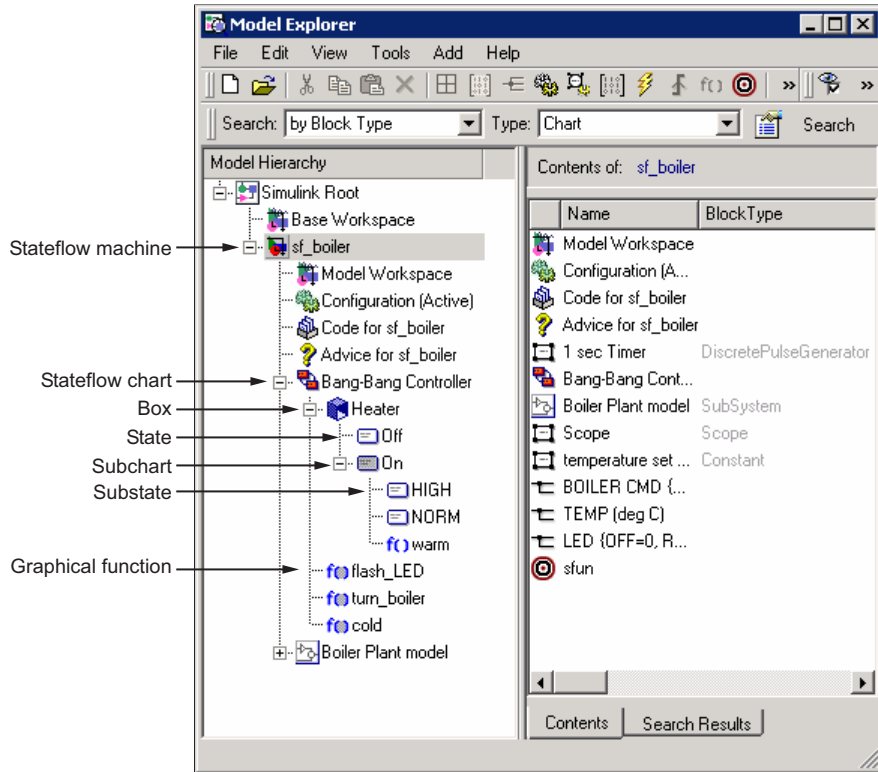 Model Explorer
File Edit View Tools Add Help
f() »  »
Search: by Block Type Type: Chart Search
Model Hierarchy
Simulink Root
Base Workspace
Stateflow machine sf_boiler
Model Workspace
Configuration (Active)
Code for sf_boiler
Advice for sf_boiler
Stateflow chart Bang-Bang Controller
Box Heater
State Off
Subchart On
Substate HIGH
NORM
f() warm
Graphical function f() flash_LED
f() turn_boiler
f() cold
Boiler Plant model
Contents of: sf_boiler
Name BlockType
Model Workspace
Configuration (A...
Code for sf_boiler
Advice for sf_boiler
1 sec Timer DiscretePulseGenerator
Bang-Bang Cont...
Boiler Plant model SubSystem
Scope Scope
temperature set ... Constant
BOILER CMD {...
TEMP (deg C)
LED {OFF=0, R...
sfun
Contents Search Results